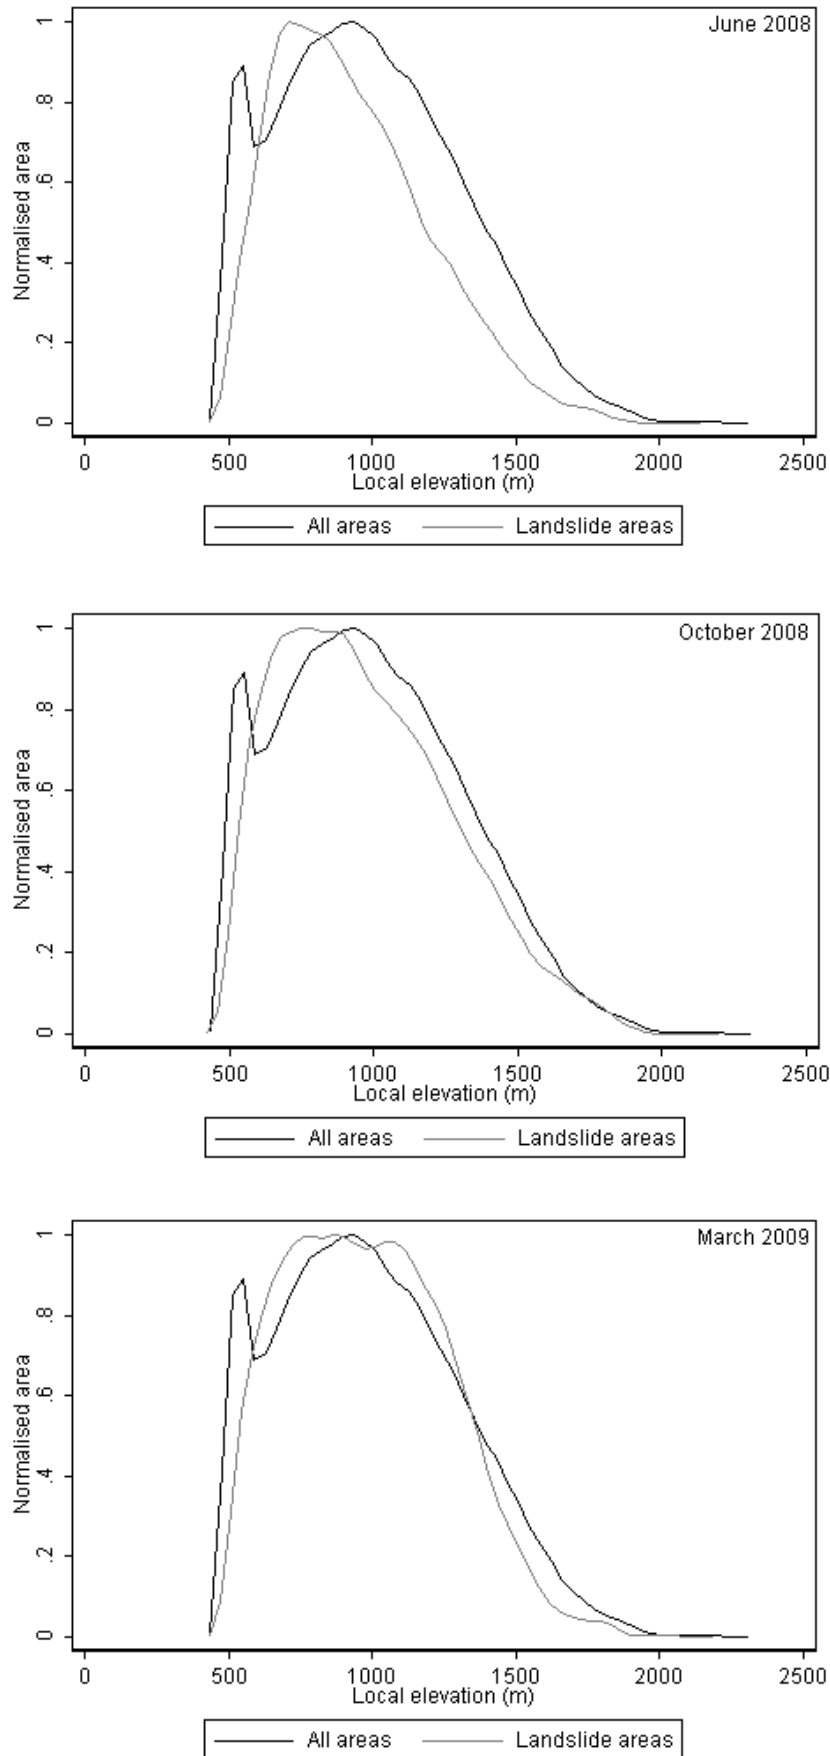 June 2008
1
.8
.6
.4
.2
0
Normalised area
0 500 1000 1500 2000 2500
Local elevation (m)
All areas Landslide areas
October 2008
1
.8
.6
.4
.2
0
Normalised area
0 500 1000 1500 2000 2500
Local elevation (m)
All areas Landslide areas
March 2009
1
.8
.6
.4
.2
0
Normalised area
0 500 1000 1500 2000 2500
Local elevation (m)
All areas Landslide areas